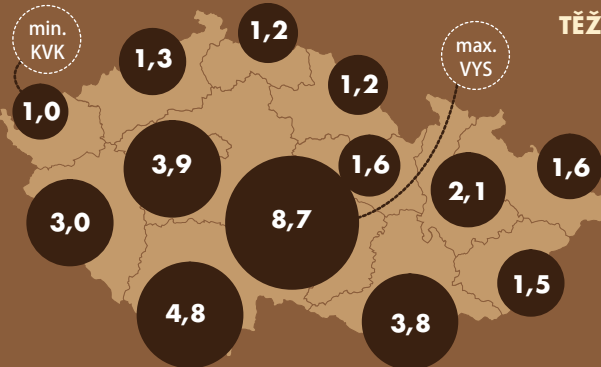 min.
KVK
1,2
TĚŽ
1,3
max.
VYS
1,2
1,0
3,9
1,6
1,6
2,1
3,0
8,7
1,5
4,8
3,8